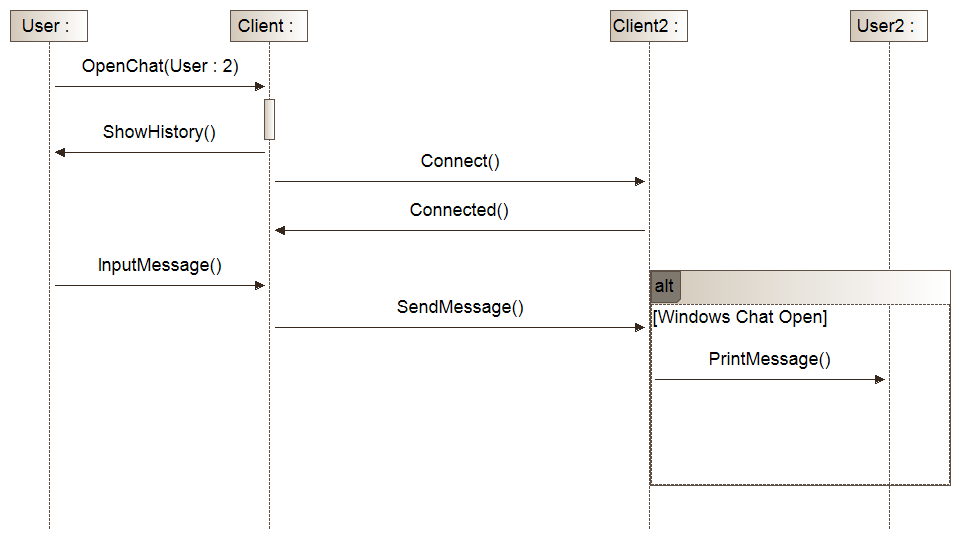 User :
Client :
Client2 :
User2 :
OpenChat(User : 2)
ShowHistory()
Connect()
Connected()
InputMessage()
alt
SendMessage()
[Windows Chat Open]
PrintMessage()